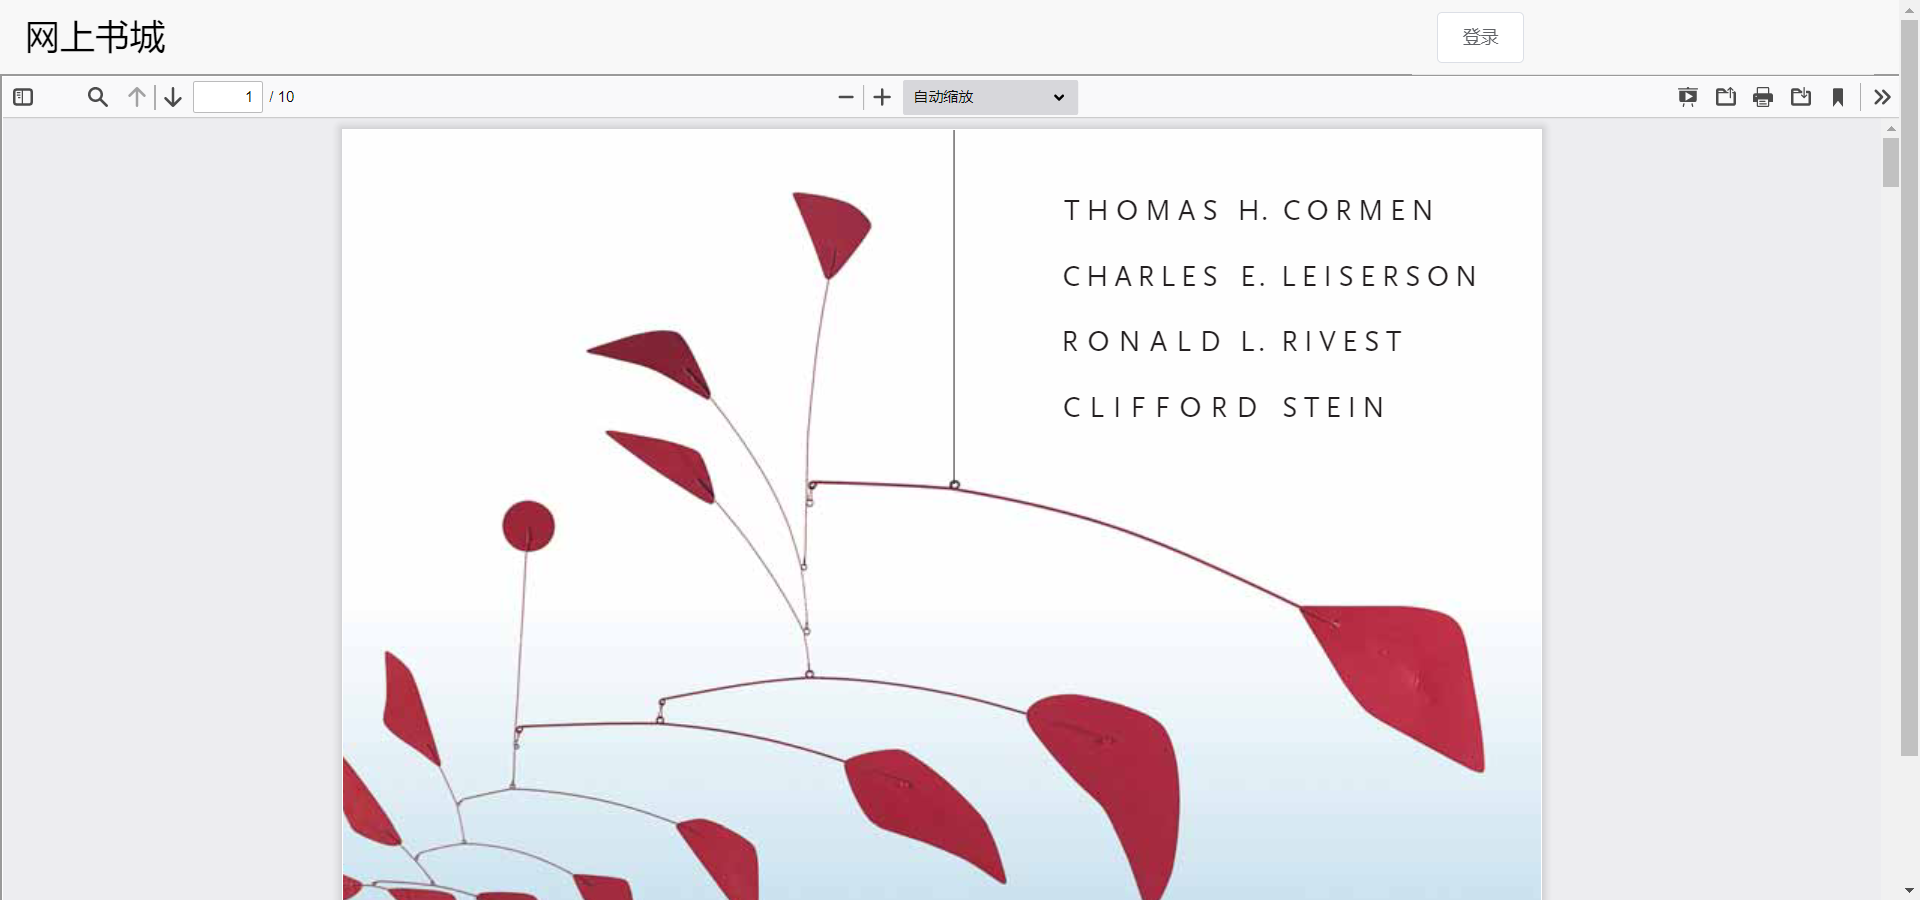 网上书城
登录
1 / 10
自动缩放
THOMAS H. CORMEN
CHARLES E. LEISERSON
RONALD L. RIVEST
CLIFFORD STEIN